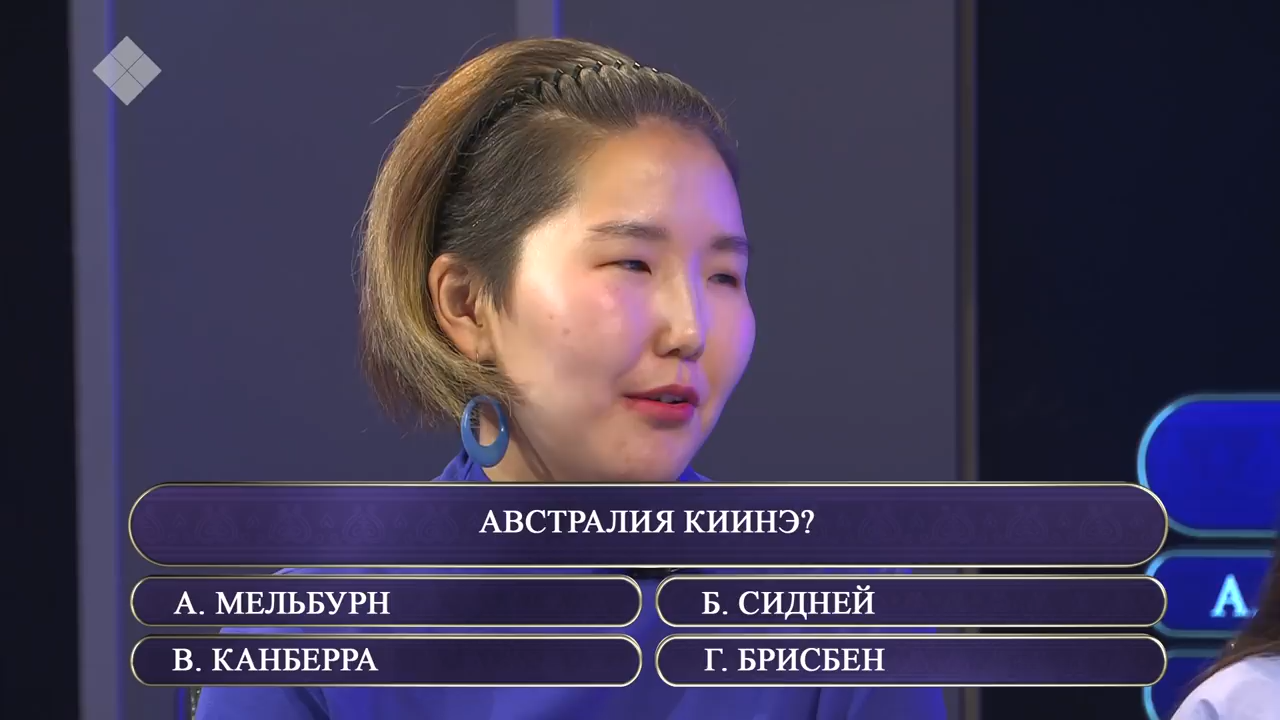 АВСТРАЛИЯ КИИНЭ?
А. МЕЛЬБУРН
Б. СИДНЕЙ
В. КАНБЕРРА
Г. БРИСБЕН
А.